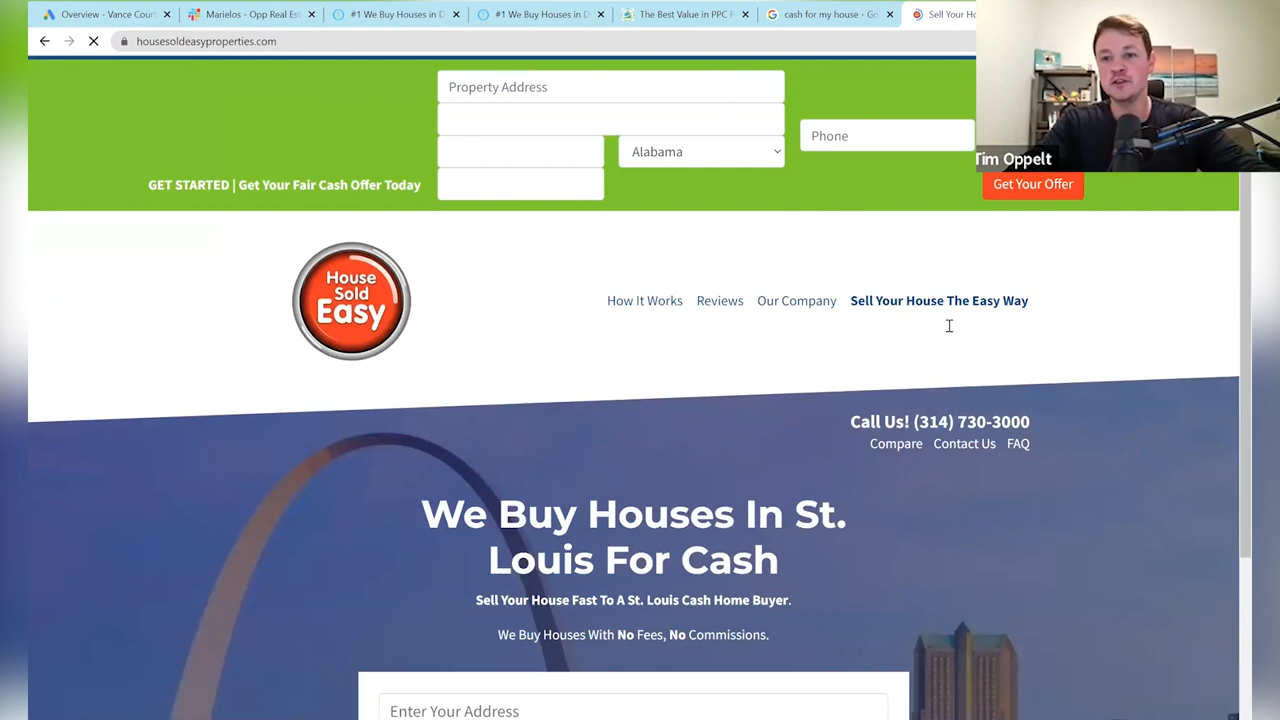 Overview - Vance Court
Marielos - Opp Real Est
#1 We Buy Houses in D
#1 We Buy Houses in D
The Best Value in PPC F
cash for my house - Go
Sell Your Ho
housesoldeasyproperties.com
Property Address
Alabama
Phone
Tim Oppelt
GET STARTED | Get Your Fair Cash Offer Today
Get Your Offer
House
Sold
Easy
How It Works
Reviews
Our Company
Sell Your House The Easy Way
Call Us! (314) 730-3000
Compare
Contact Us
FAQ
We Buy Houses In St.
Louis For Cash
Sell Your House Fast To A St. Louis Cash Home Buyer.
We Buy Houses With No Fees, No Commissions.
Enter Your Address